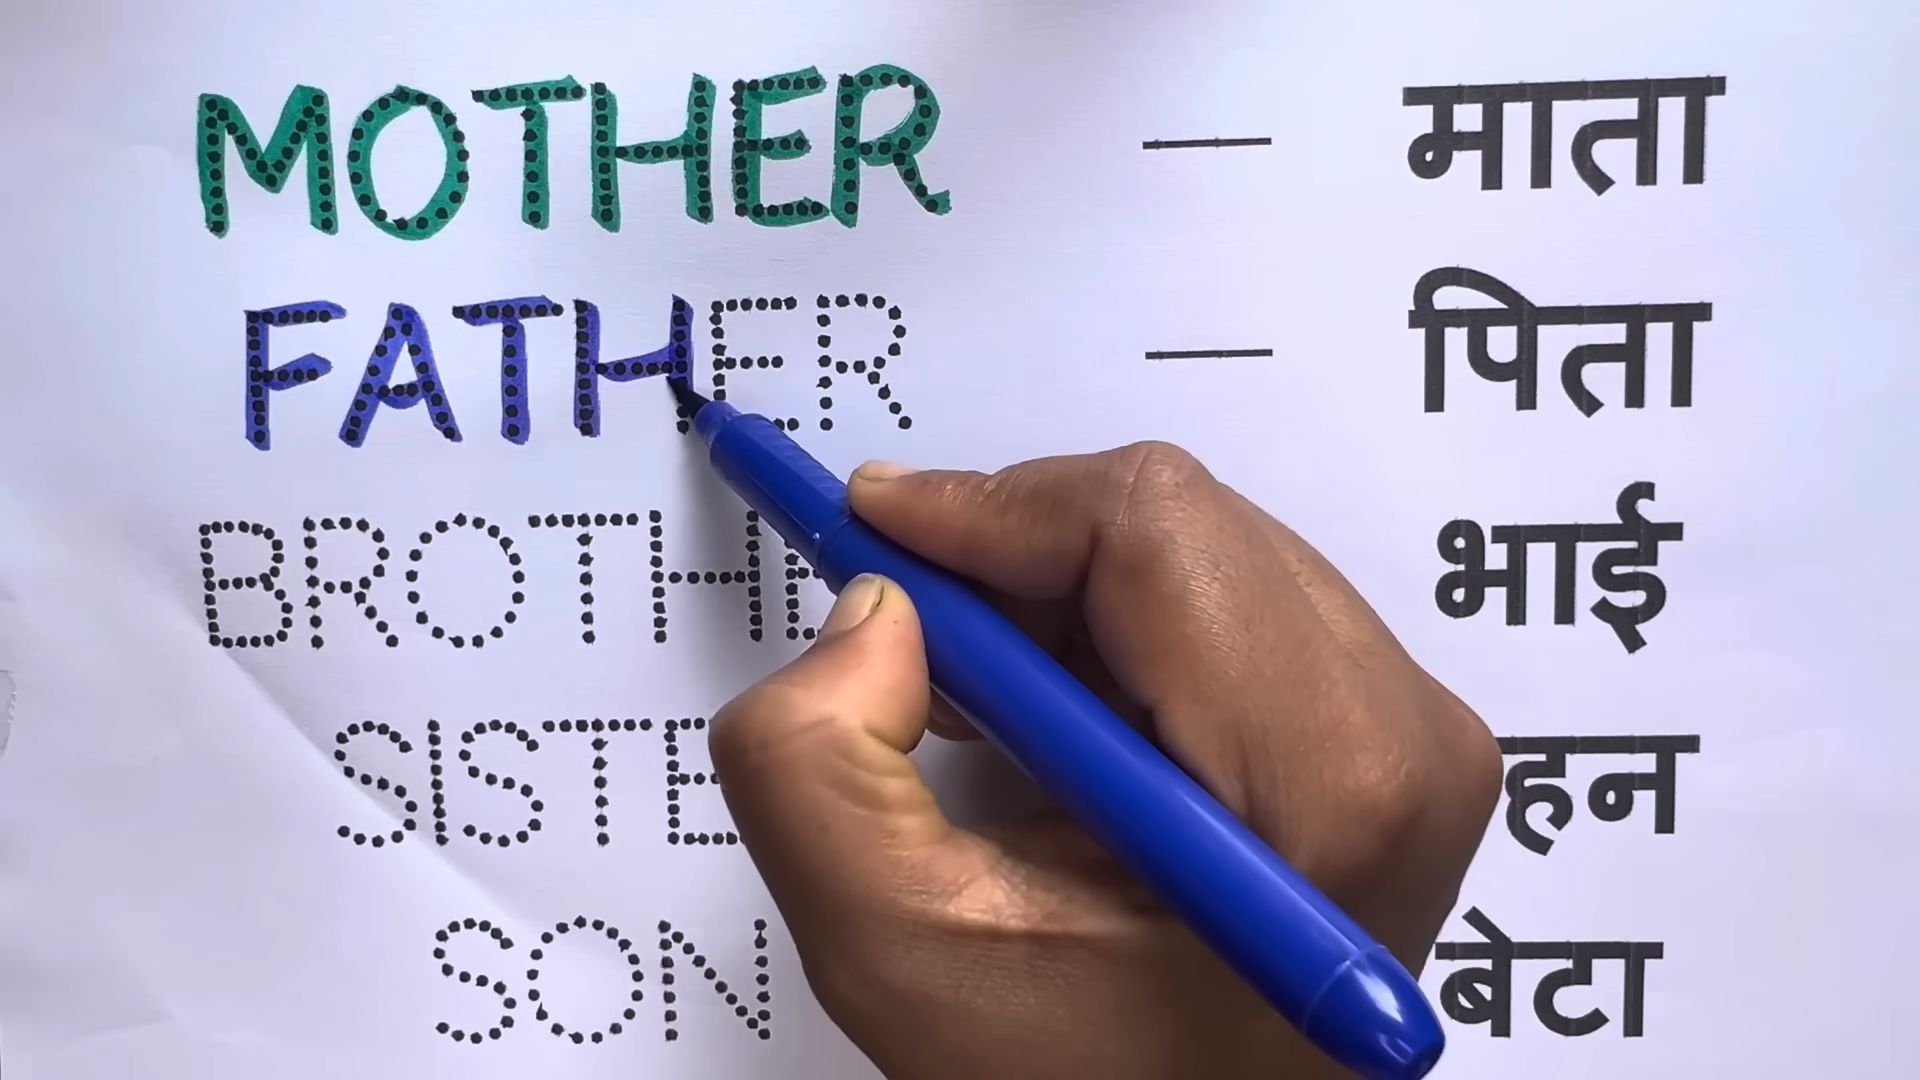 MOTHER — माता
FATHER — पिता
BROTHE भाई
SISTE हन
SON बेटा